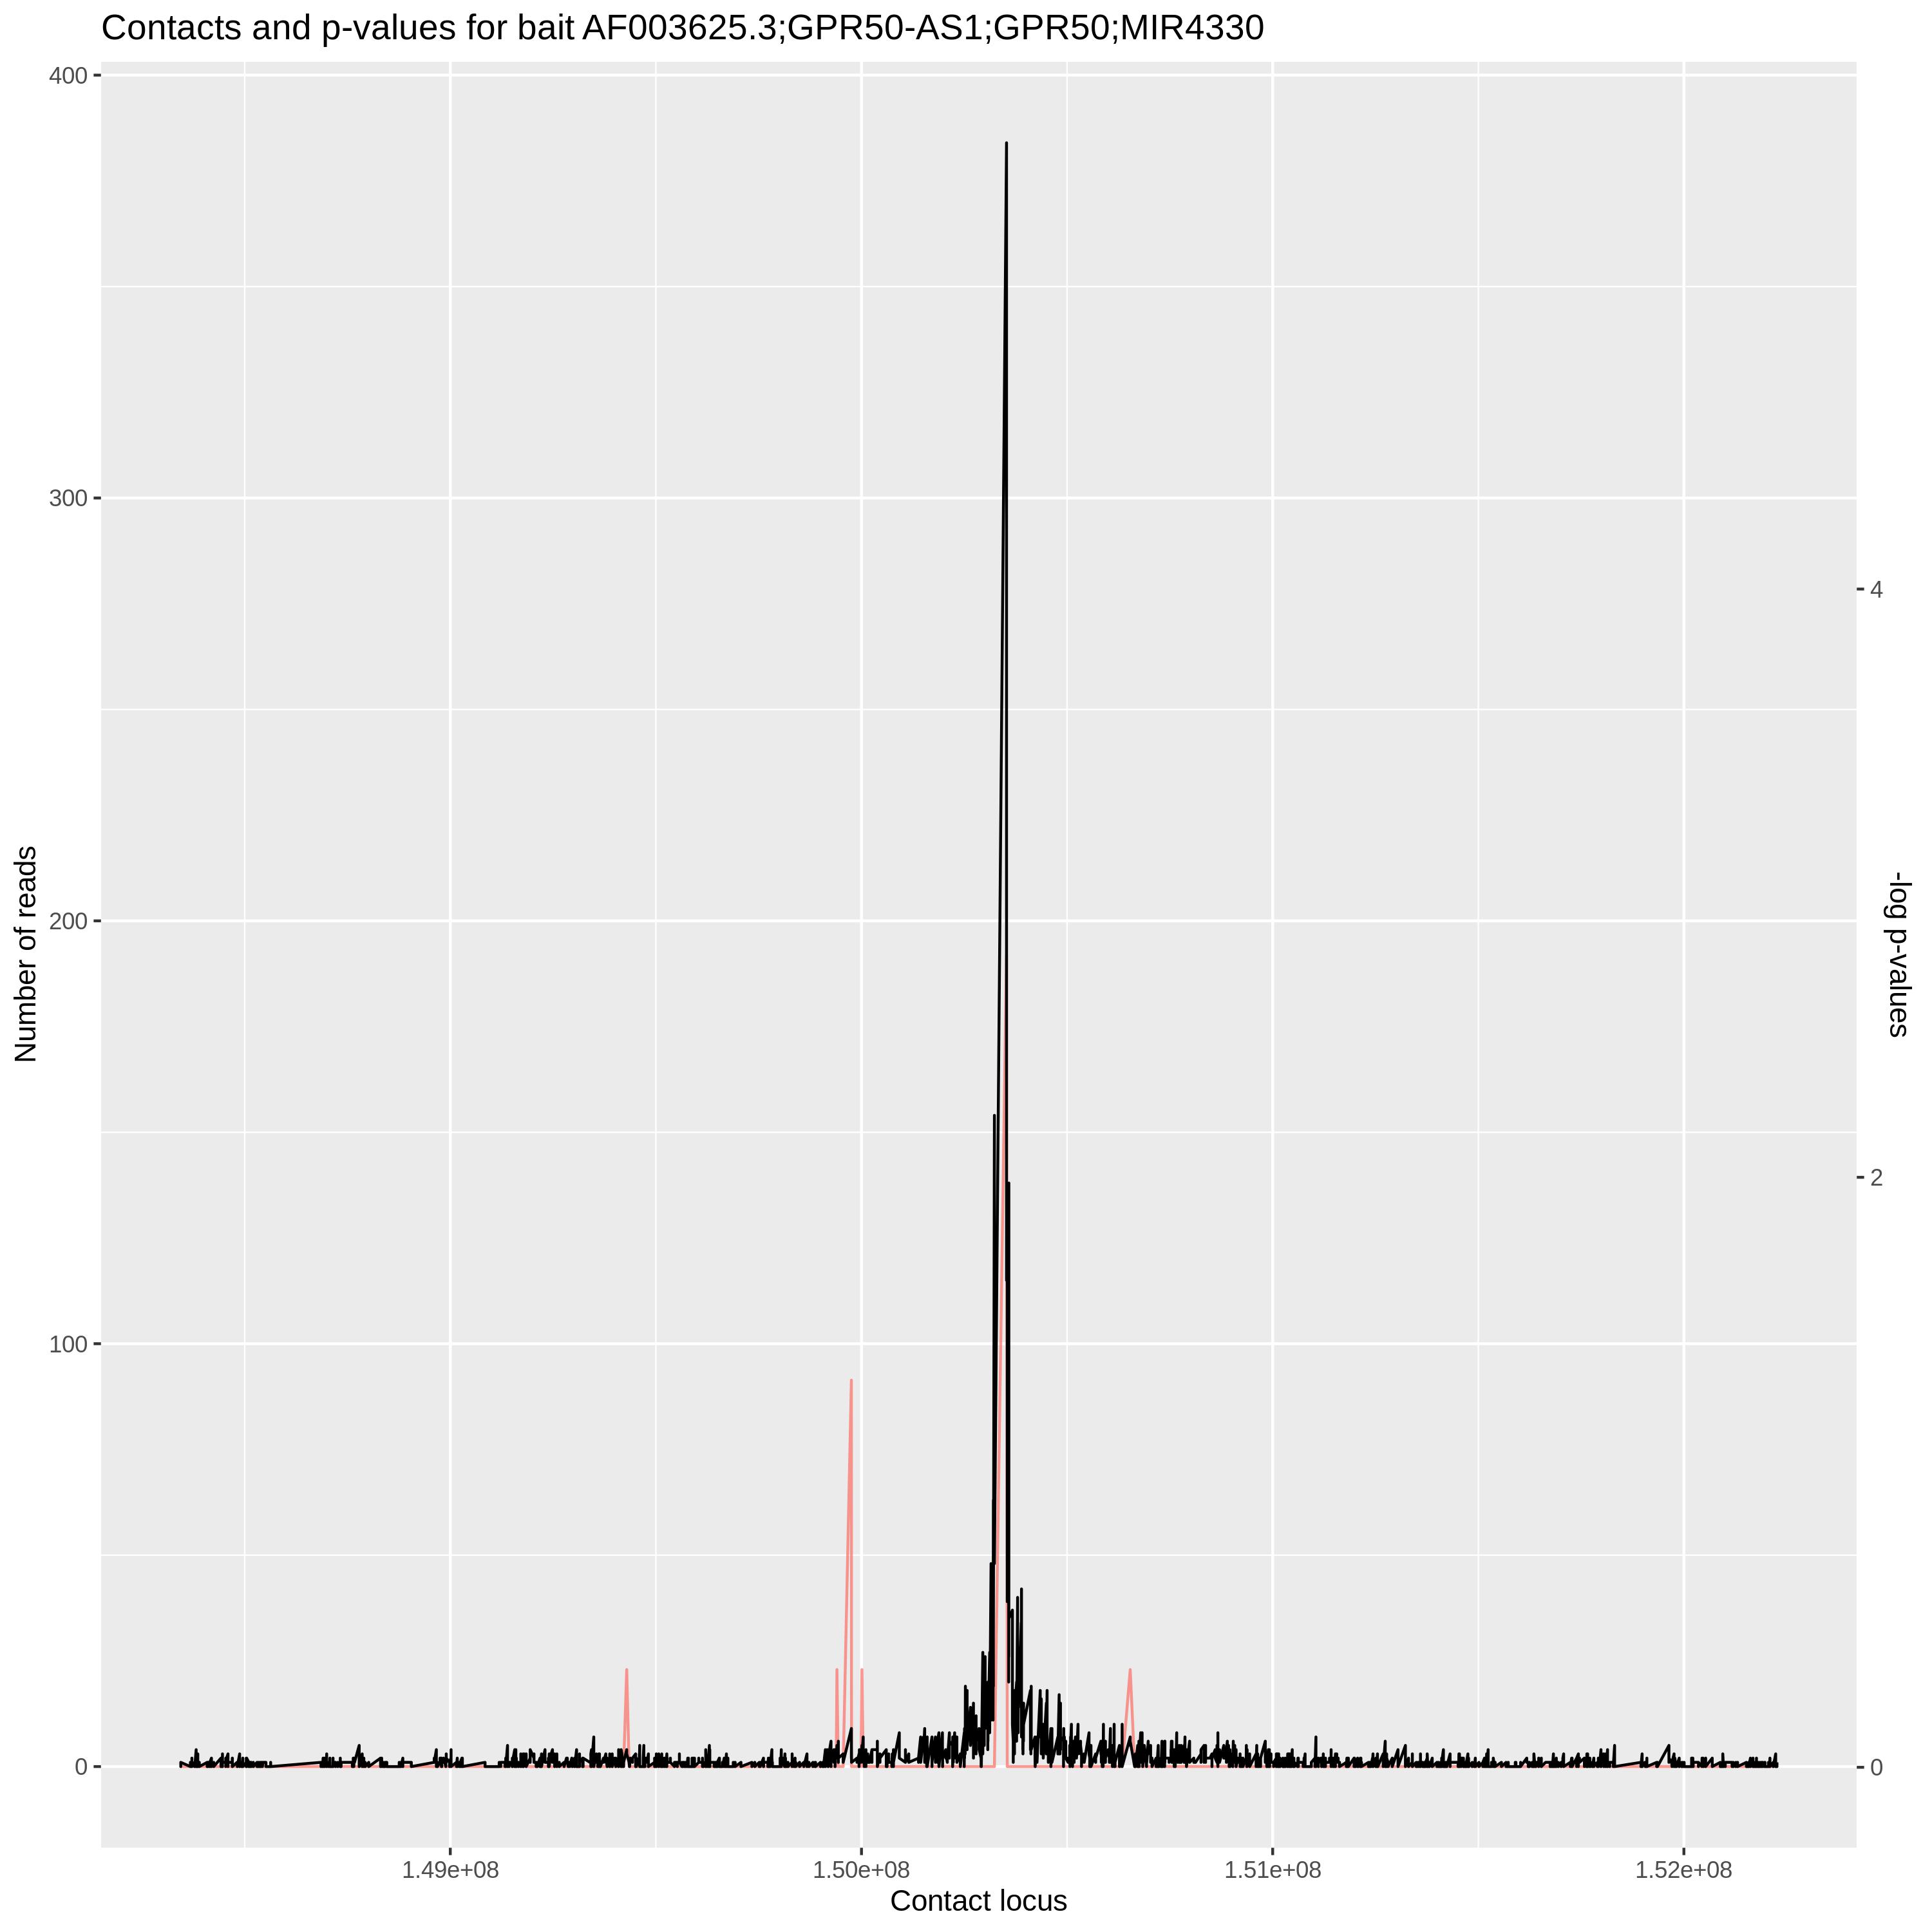 Contacts and p-values for bait AF003625.3;GPR50-AS1;GPR50;MIR4330
400
300
200
100
0
Number of reads
4
2
0
-log p-values
1.49e+08
1.50e+08
1.51e+08
1.52e+08
Contact locus